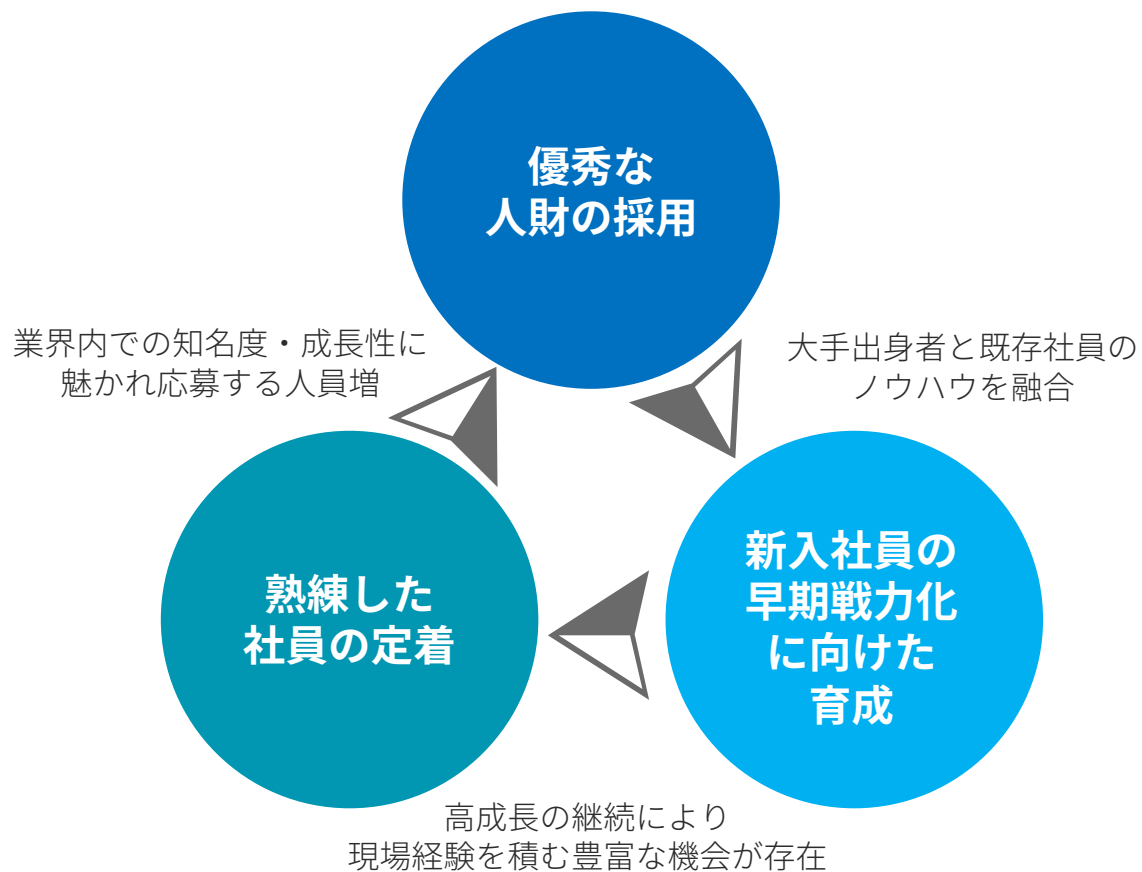 優秀な
人財の採用
業界内での知名度・成長性に
魅かれ応募する人員増
大手出身者と既存社員の
ノウハウを融合
熟練した
社員の定着
新入社員の
早期戦力化
に向けた
育成
高成長の継続により
現場経験を積む豊富な機会が存在